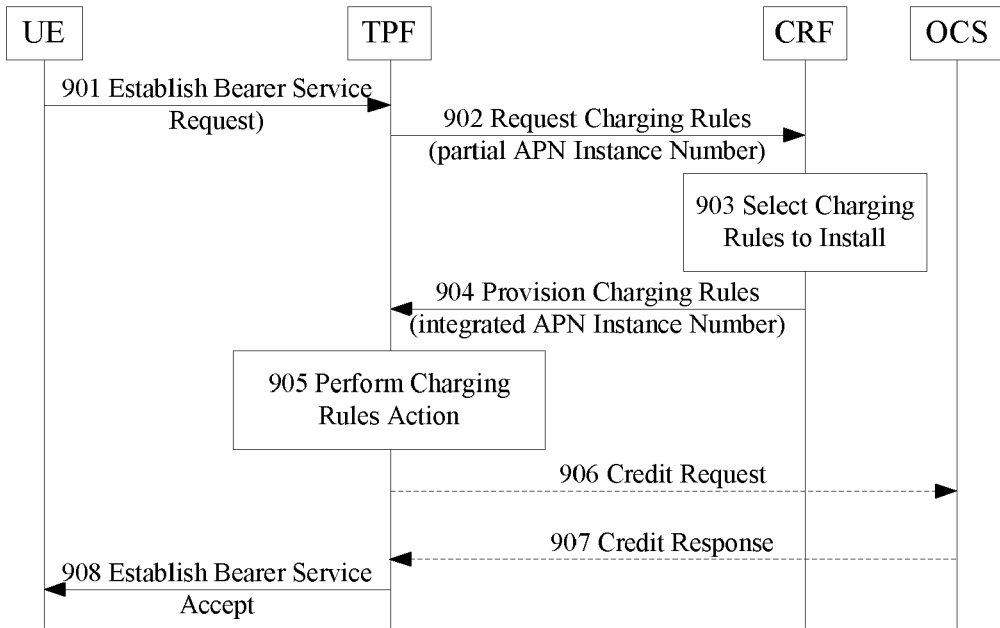 UE
TPF
CRF
OCS
901 Establish Bearer Service
Request)
902 Request Charging Rules
(partial APN Instance Number)
903 Select Charging
Rules to Install
904 Provision Charging Rules
(integrated APN Instance Number)
905 Perform Charging
Rules Action
906 Credit Request
907 Credit Response
908 Establish Bearer Service
Accept